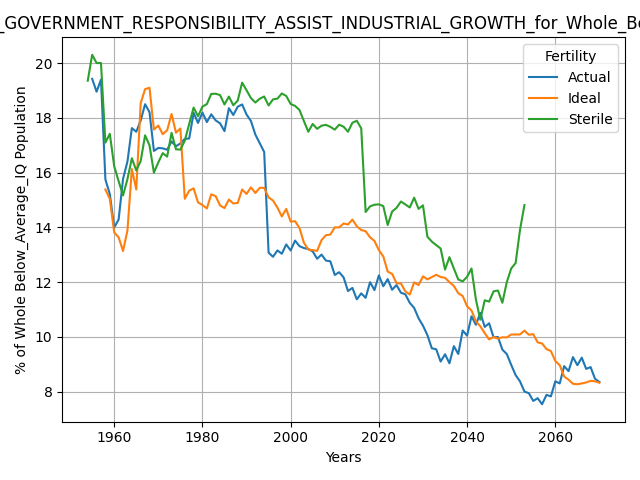 _GOVERNMENT_RESPONSIBILITY_ASSIST_INDUSTRIAL_GROWTH_for_Whole_Be
Fertility
Actual
Ideal
Sterile
% of Whole Below_Average_IQ Population
20
18
16
14
12
10
8
1960
1980
2000
2020
2040
2060
Years